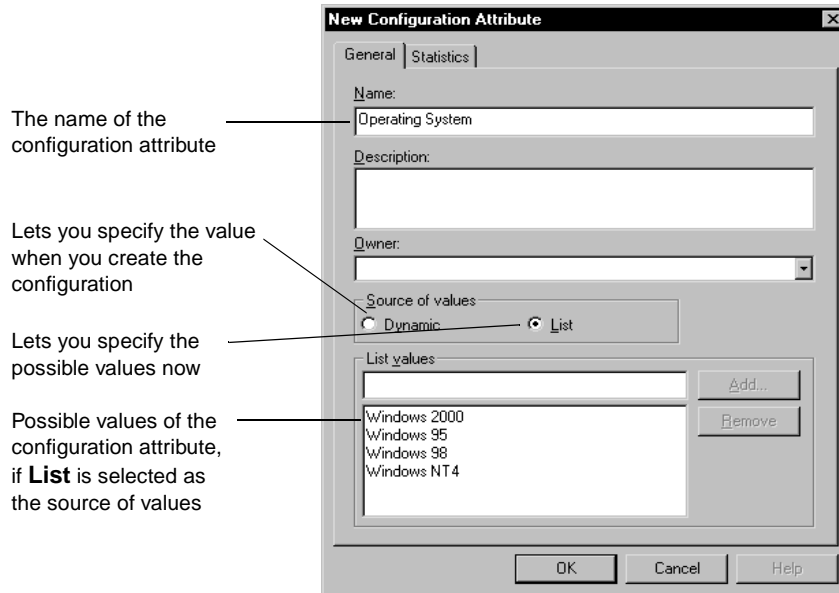 New Configuration Attribute
General
Statistics
Name:
The name of the
configuration attribute
Operating System
Description:
Lets you specify the value
when you create the
configuration
Owner:
Source of values
Dynamic
List
Lets you specify the
possible values now
List values
Add...
Possible values of the
configuration attribute,
if List is selected as
the source of values
Windows 2000
Windows 95
Windows 98
Windows NT4
Remove
OK
Cancel
Help